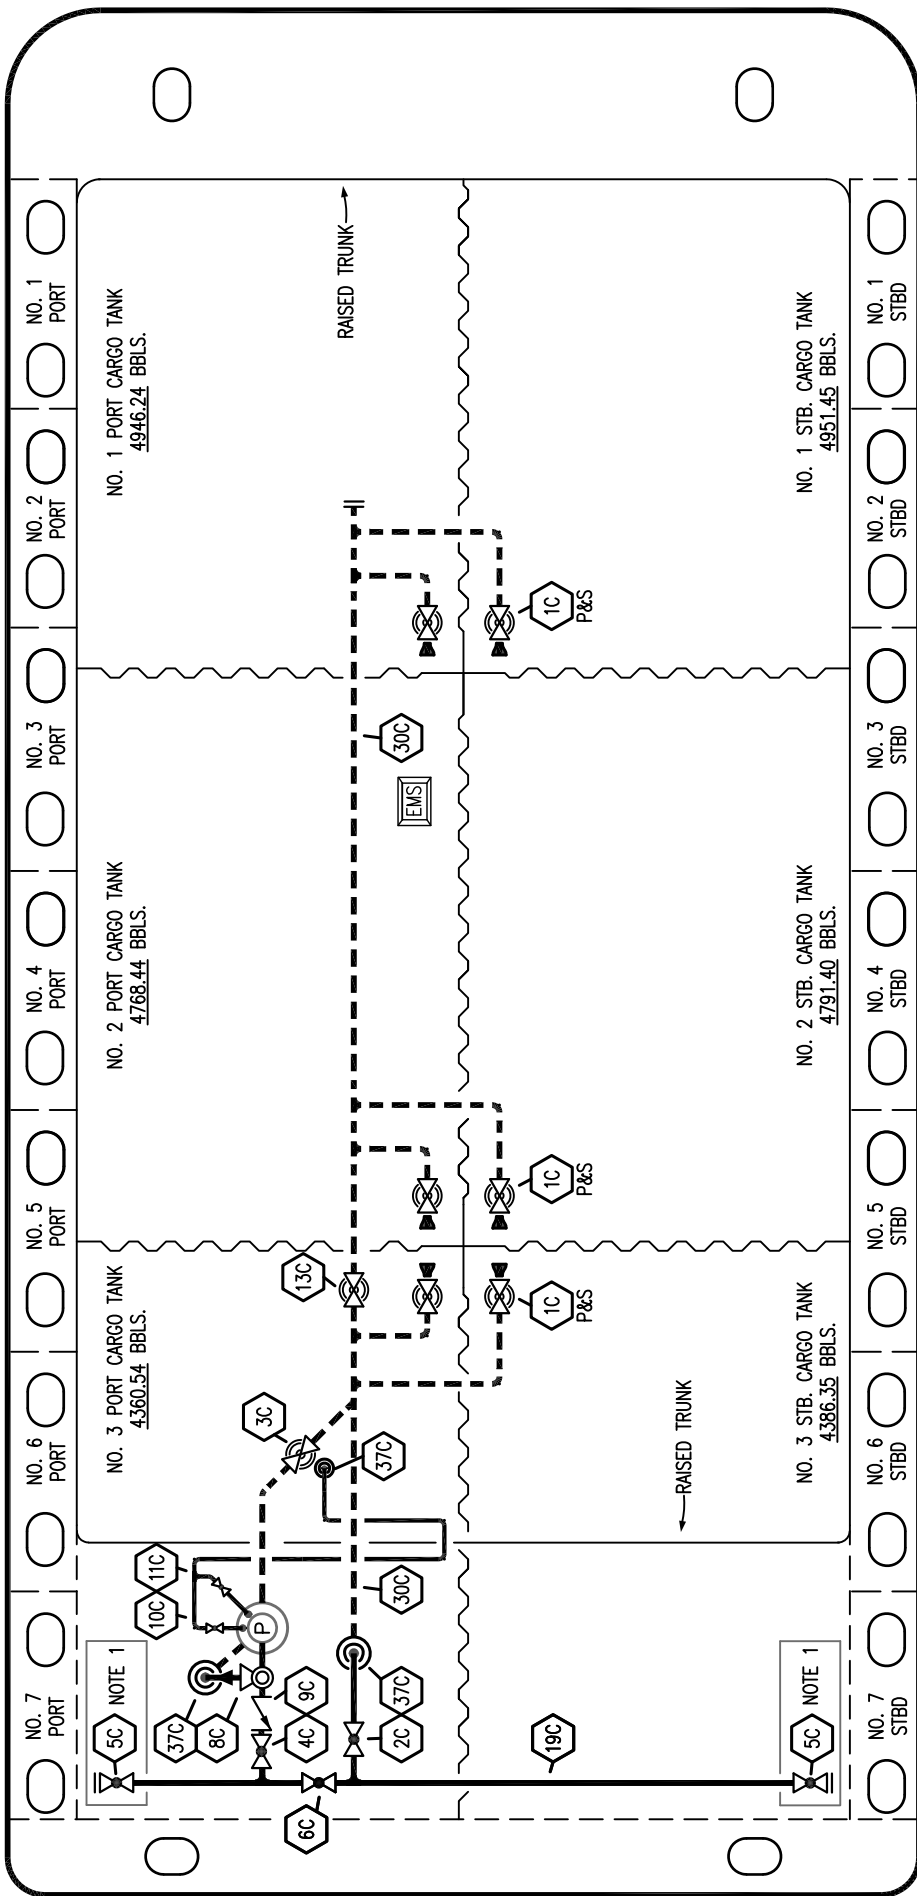 NO. 7
PORT
NO. 6
PORT
NO. 5
PORT
NO. 4
PORT
NO. 3
PORT
NO. 2
PORT
NO. 1
PORT
NOTE 1
5C
10C
11C
NO. 3 PORT CARGO TANK
4360.54 BBLS.
NO. 2 PORT CARGO TANK
4768.44 BBLS.
NO. 1 PORT CARGO TANK
4946.24 BBLS.
37C
8C
P
3C
13C
4C
9C
6C
2C
37C
30C
37C
30C
EMS
RAISED TRUNK
1C
P&S
1C
P&S
1C
P&S
19C
RAISED TRUNK
5C
NOTE 1
NO. 3 STB. CARGO TANK
4386.35 BBLS.
NO. 2 STB. CARGO TANK
4791.40 BBLS.
NO. 1 STB. CARGO TANK
4951.45 BBLS.
NO. 7
STBD
NO. 6
STBD
NO. 5
STBD
NO. 4
STBD
NO. 3
STBD
NO. 2
STBD
NO. 1
STBD